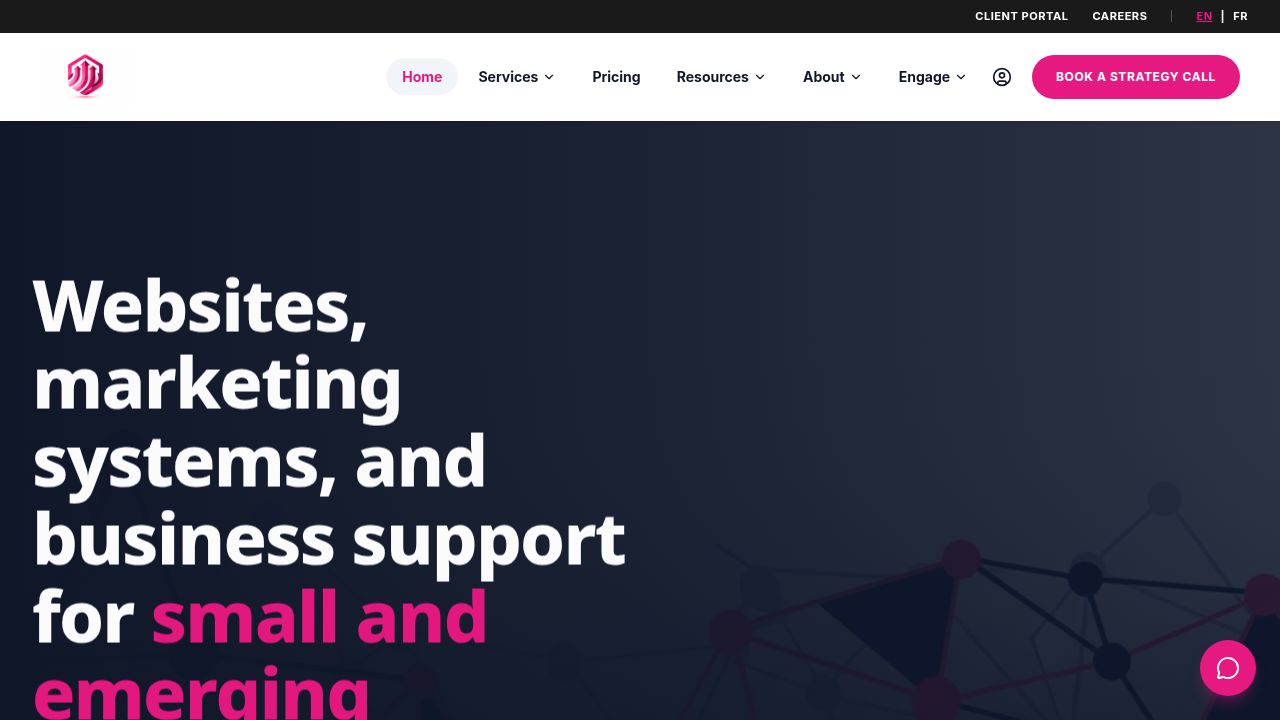 CLIENT PORTAL CAREERS | EN | FR
Home Services Pricing Resources About Engage BOOK A STRATEGY CALL
Websites,
marketing
systems, and
business support
for small and
emerging